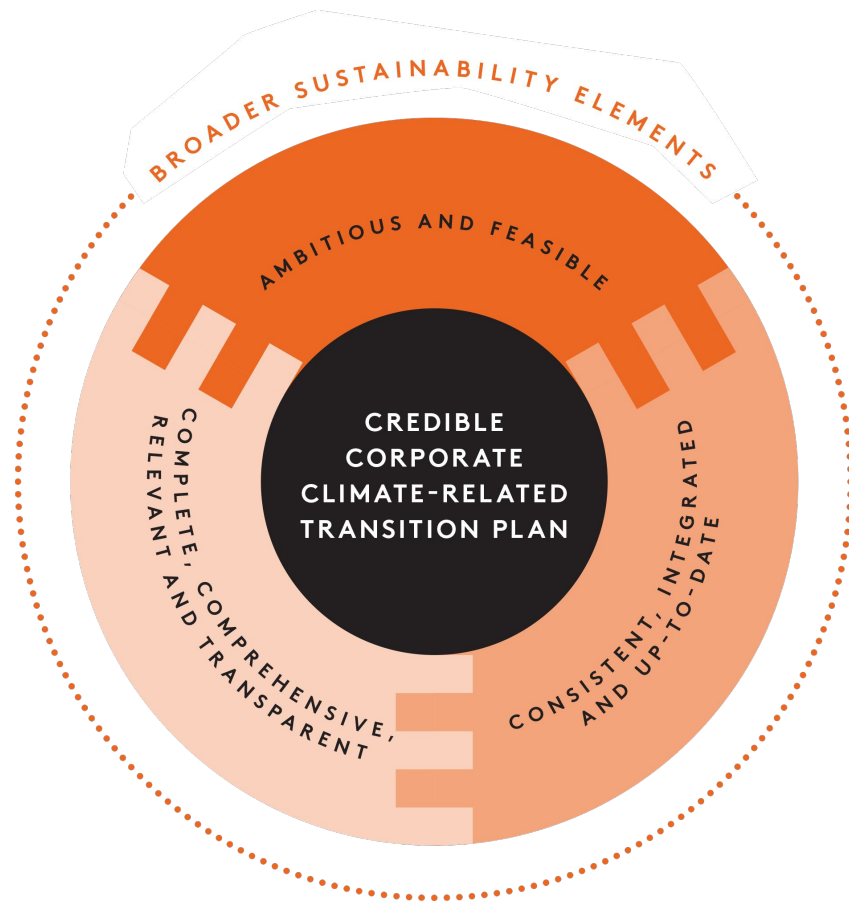 BROADER SUSTAINABILITY ELEMENTS
AMBITIOUS AND FEASIBLE
CREDIBLE
CORPORATE
CLIMATE-RELATED
TRANSITION PLAN
COMPLETE, COMPREHENSIVE,
RELEVANT AND TRANSPARENT
CONSISTENT, INTEGRATED
AND UP-TO-DATE